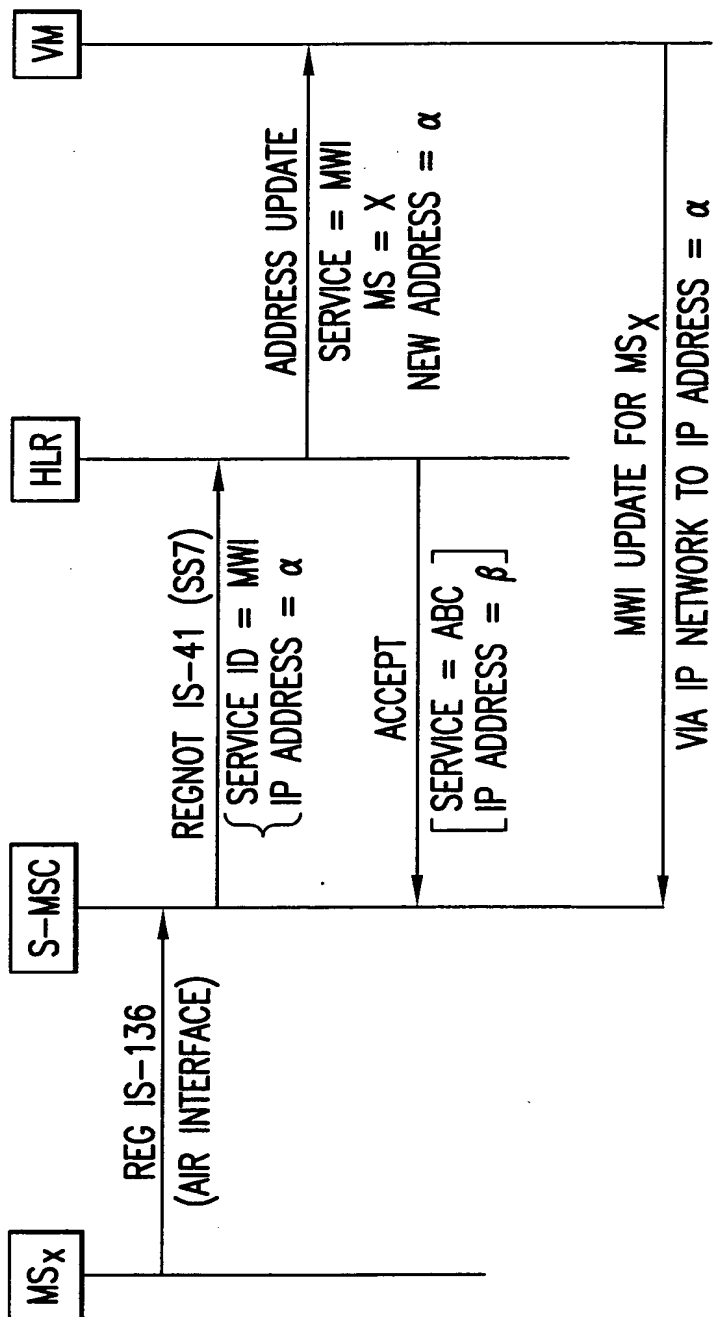 MSX
S-MSC
HLR
VM
REG IS-136
(AIR INTERFACE)
REGNOT IS-41 (SS7)
SERVICE ID = MWI
IP ADDRESS = α
ADDRESS UPDATE
SERVICE = MWI
MS = X
NEW ADDRESS = α
ACCEPT
SERVICE = ABC
IP ADDRESS = β
MWI UPDATE FOR MSX
VIA IP NETWORK TO IP ADDRESS = α